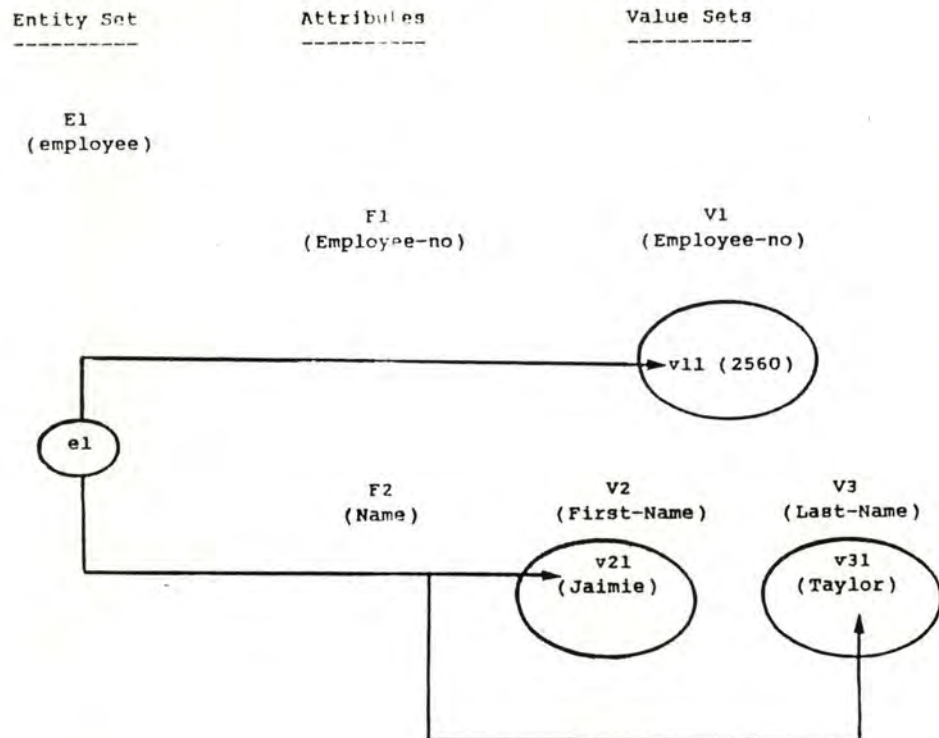 Entity Set Attributes Value Sets
E1
(employee)
F1 V1
(Employee-no) (Employee-no)
v11 (2560)
e1
F2 V2 V3
(Name) (First-Name) (Last-Name)
v21 v31
(Jaimie) (Taylor)